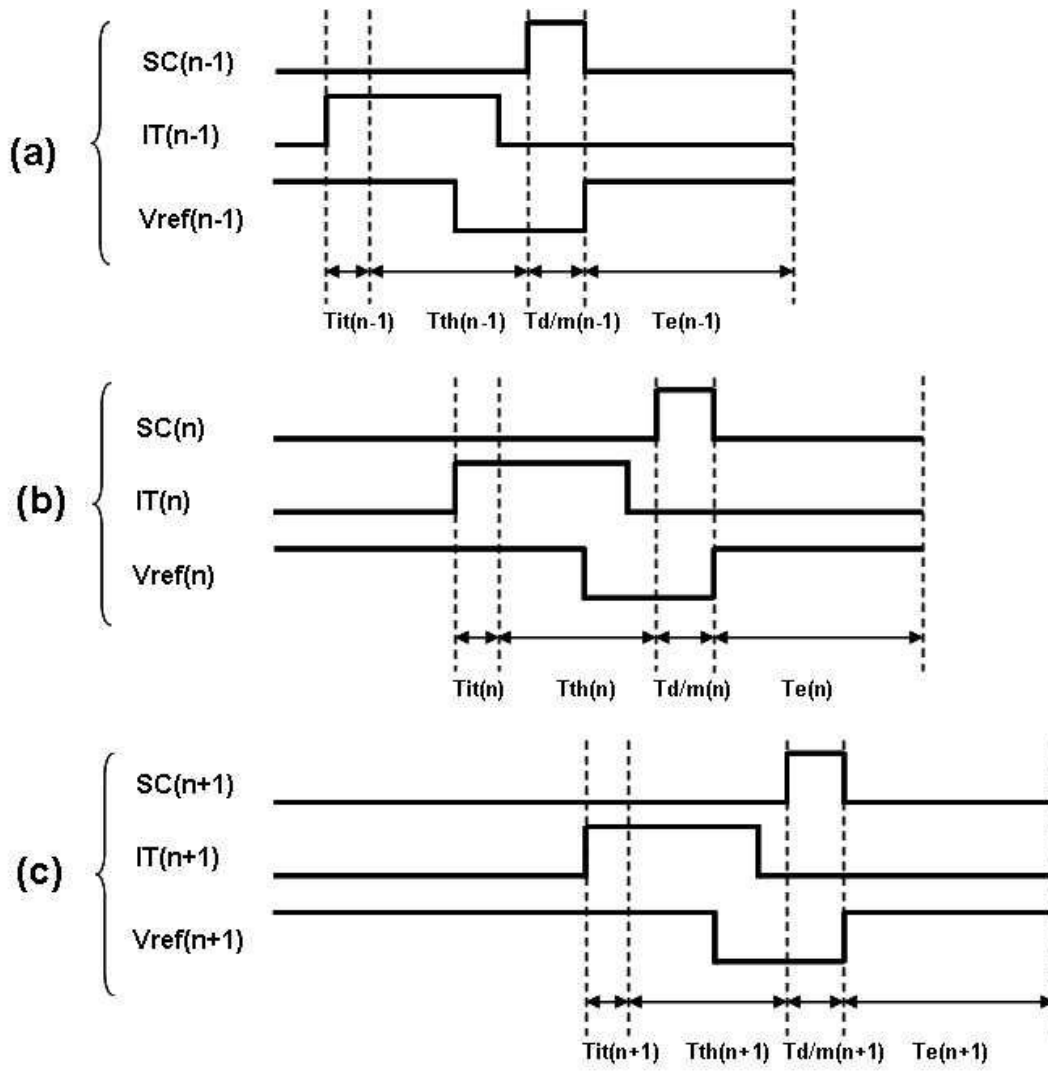 (a)
SC(n-1)
IT(n-1)
Vref(n-1)
Tit(n-1) Tth(n-1) Td/m(n-1) Te(n-1)
(b)
SC(n)
IT(n)
Vref(n)
Tit(n) Tth(n) Td/m(n) Te(n)
(c)
SC(n+1)
IT(n+1)
Vref(n+1)
Tit(n+1) Tth(n+1) Td/m(n+1) Te(n+1)